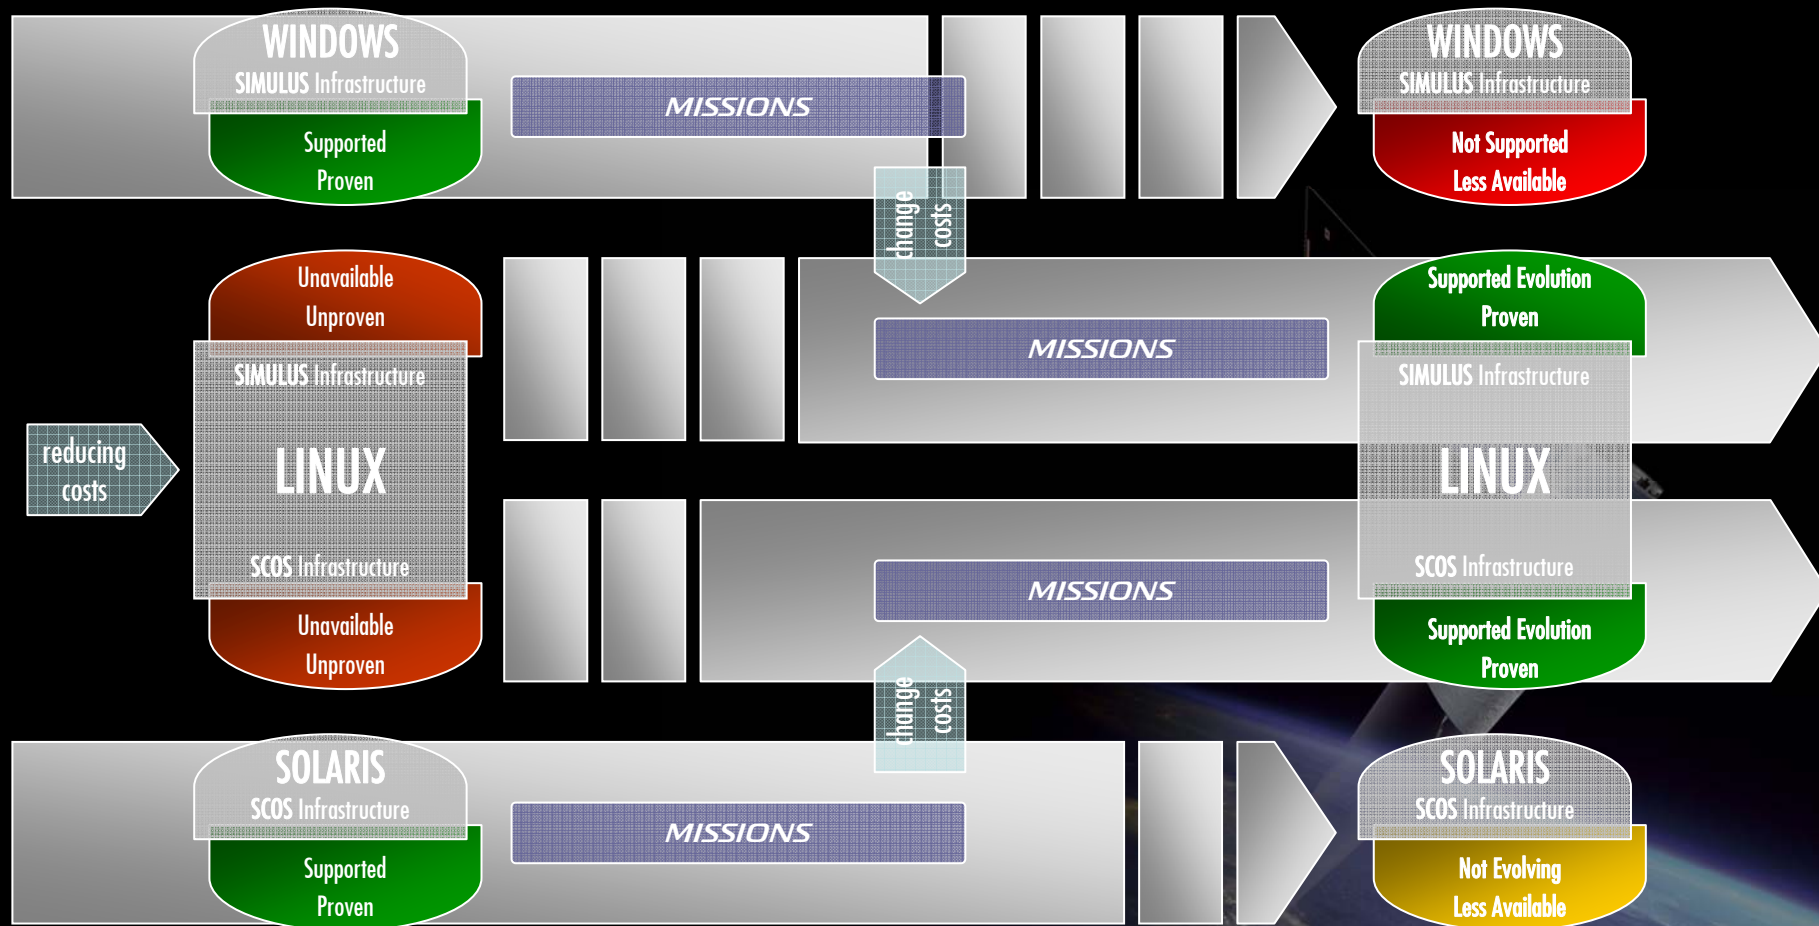 WINDOWS
SIMULUS Infrastructure
Supported
Proven
MISSIONS
WINDOWS
SIMULUS Infrastructure
Not Supported
Less Available
change
costs
Unavailable
Unproven
SIMULUS Infrastructure
LINUX
SCOS Infrastructure
Unavailable
Unproven
reducing
costs
MISSIONS
MISSIONS
Supported Evolution
Proven
SIMULUS Infrastructure
LINUX
SCOS Infrastructure
Supported Evolution
Proven
change
costs
SOLARIS
SCOS Infrastructure
Supported
Proven
MISSIONS
SOLARIS
SCOS Infrastructure
Not Evolving
Less Available